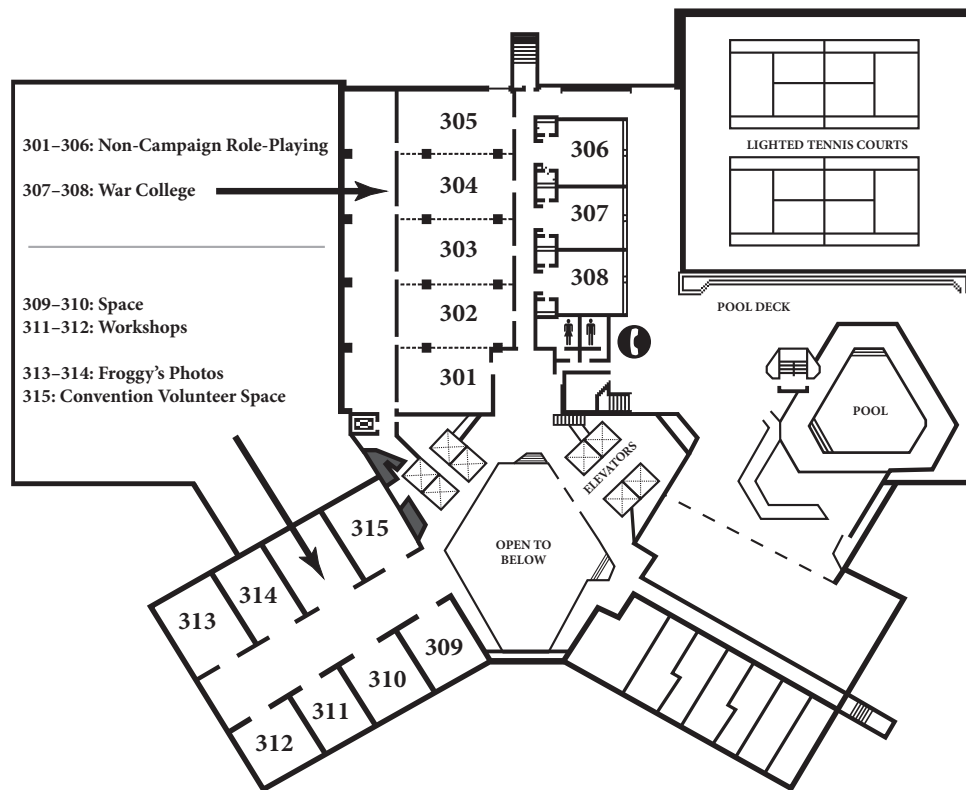 301–306: Non-Campaign Role-Playing
307–308: War College
309–310: Space
311–312: Workshops
313–314: Froggy’s Photos
315: Convention Volunteer Space
305
304
303
302
301
306
307
308
LIGHTED TENNIS COURTS
POOL DECK
POOL
ELEVATORS
OPEN TO
BELOW
315
314
313
309
310
311
312